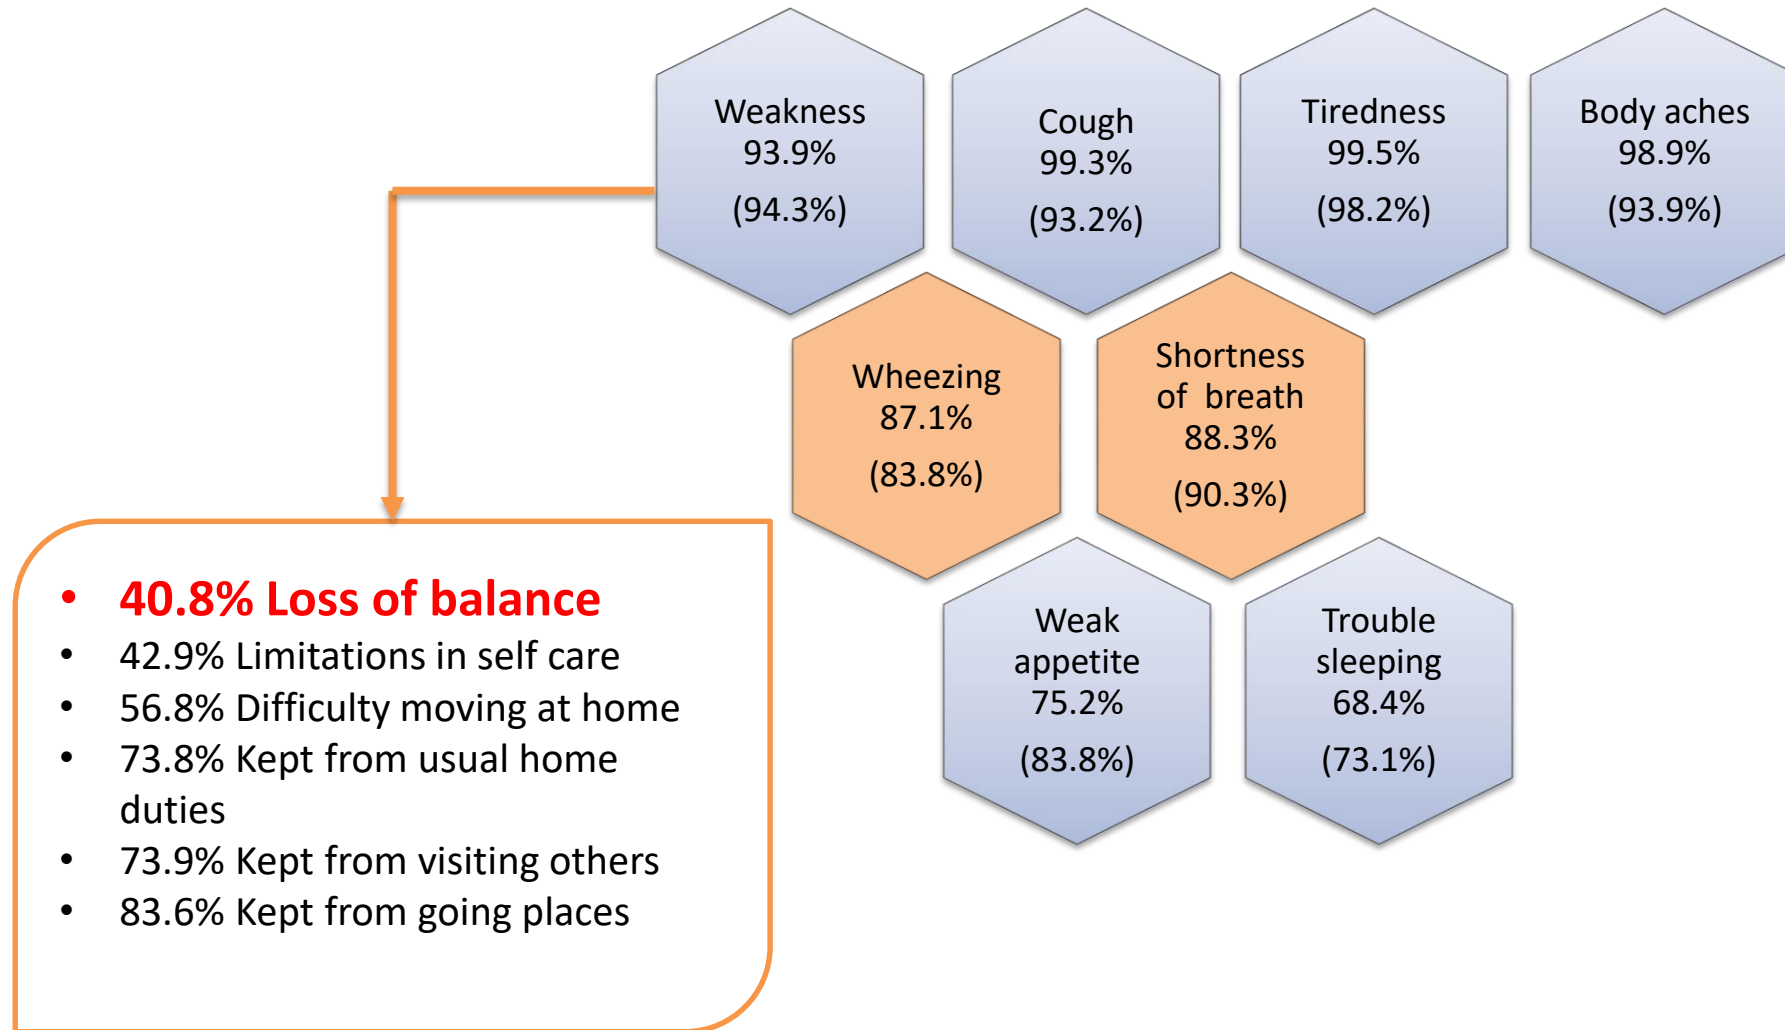 Weakness
93.9%
(94.3%)
Cough
99.3%
(93.2%)
Tiredness
99.5%
(98.2%)
Body aches
98.9%
(93.9%)
Wheezing
87.1%
(83.8%)
Shortness
of breath
88.3%
(90.3%)
Weak
appetite
75.2%
(83.8%)
Trouble
sleeping
68.4%
(73.1%)
• 40.8% Loss of balance
• 42.9% Limitations in self care
• 56.8% Difficulty moving at home
• 73.8% Kept from usual home
duties
• 73.9% Kept from visiting others
• 83.6% Kept from going places